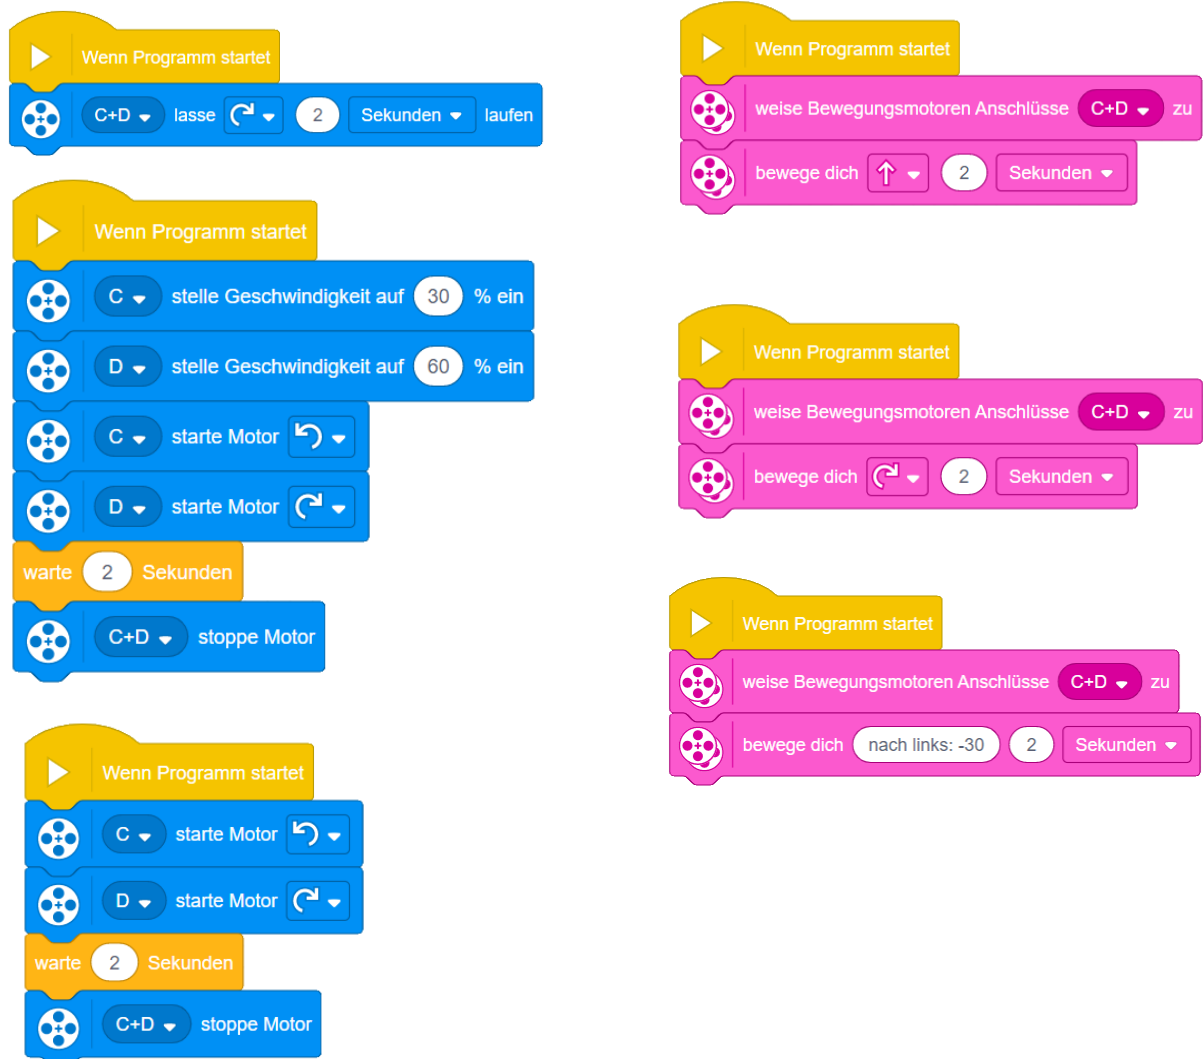 Wenn Programm startet
C+D lasse 2 Sekunden laufen
Wenn Programm startet
C stelle Geschwindigkeit auf 30 % ein
D stelle Geschwindigkeit auf 60 % ein
C starte Motor
D starte Motor
warte 2 Sekunden
C+D stoppe Motor
Wenn Programm startet
C starte Motor
D starte Motor
warte 2 Sekunden
C+D stoppe Motor
Wenn Programm startet
weise Bewegungsmotoren Anschlüsse C+D zu
bewege dich 2 Sekunden
Wenn Programm startet
weise Bewegungsmotoren Anschlüsse C+D zu
bewege dich 2 Sekunden
Wenn Programm startet
weise Bewegungsmotoren Anschlüsse C+D zu
bewege dich nach links: -30 2 Sekunden